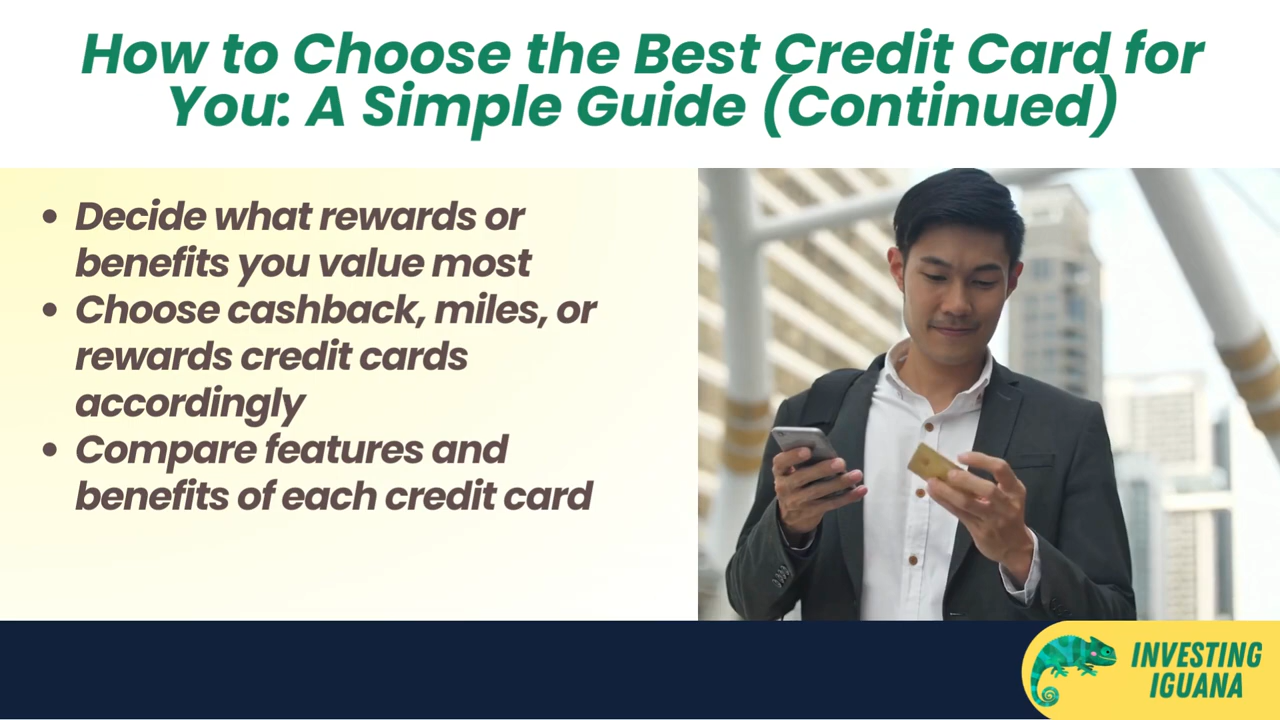 How to Choose the Best Credit Card for
You: A Simple Guide (Continued)
• Decide what rewards or
benefits you value most
• Choose cashback, miles, or
rewards credit cards
accordingly
• Compare features and
benefits of each credit card
INVESTING
IGUANA